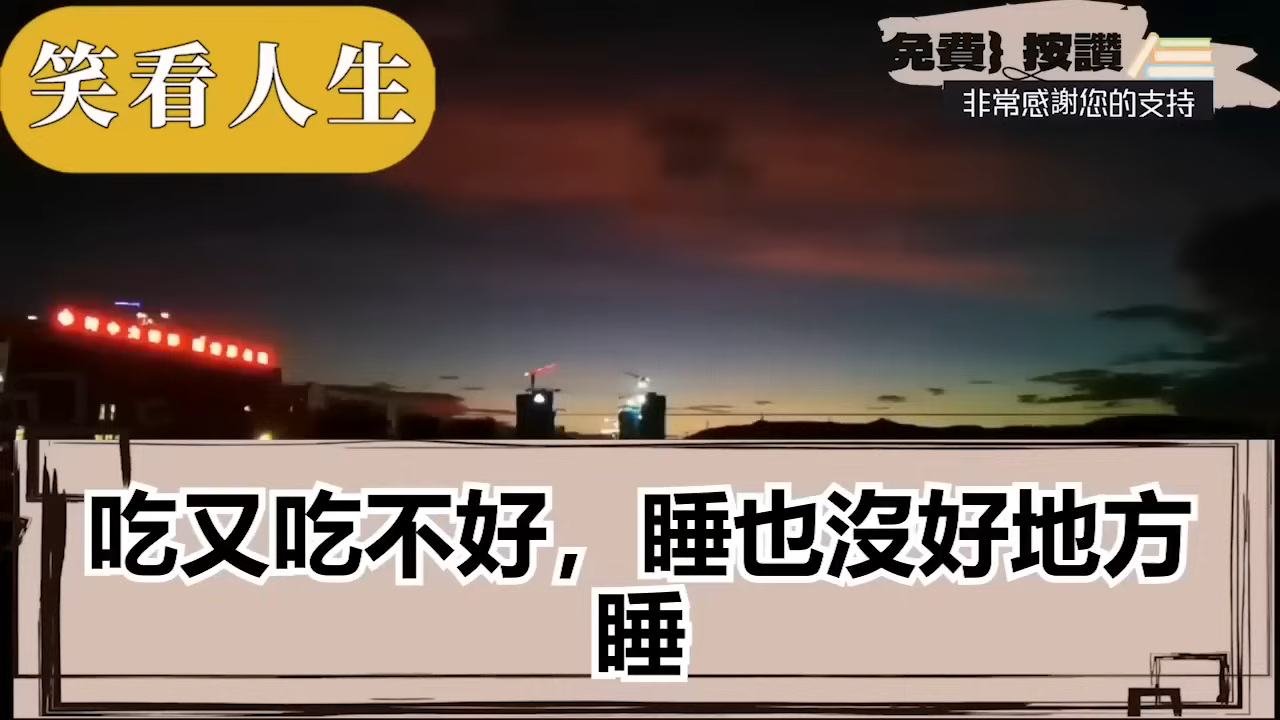 笑看人生
免費 按讚
非常感謝您的支持
吃又吃不好，睡也沒好地方
睡